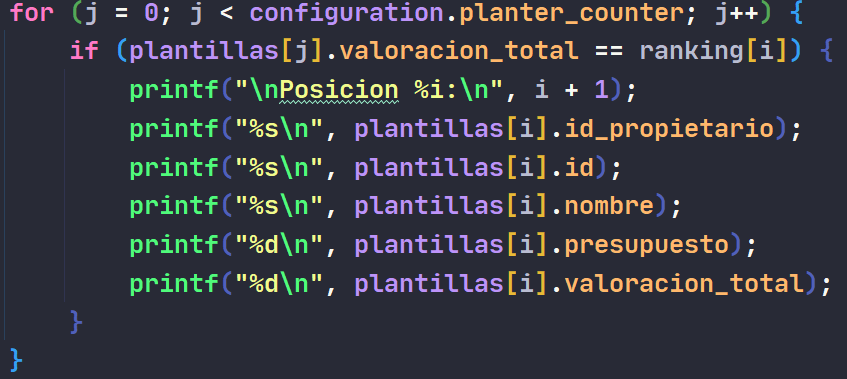 for (j = 0; j < configuration.planter_counter; j++) {
    if (plantillas[j].valoracion_total == ranking[i]) {
        printf("\nPosicion %i:\n", i + 1);
        printf("%s\n", plantillas[i].id_propietario);
        printf("%s\n", plantillas[i].id);
        printf("%s\n", plantillas[i].nombre);
        printf("%d\n", plantillas[i].presupuesto);
        printf("%d\n", plantillas[i].valoracion_total);
    }
}